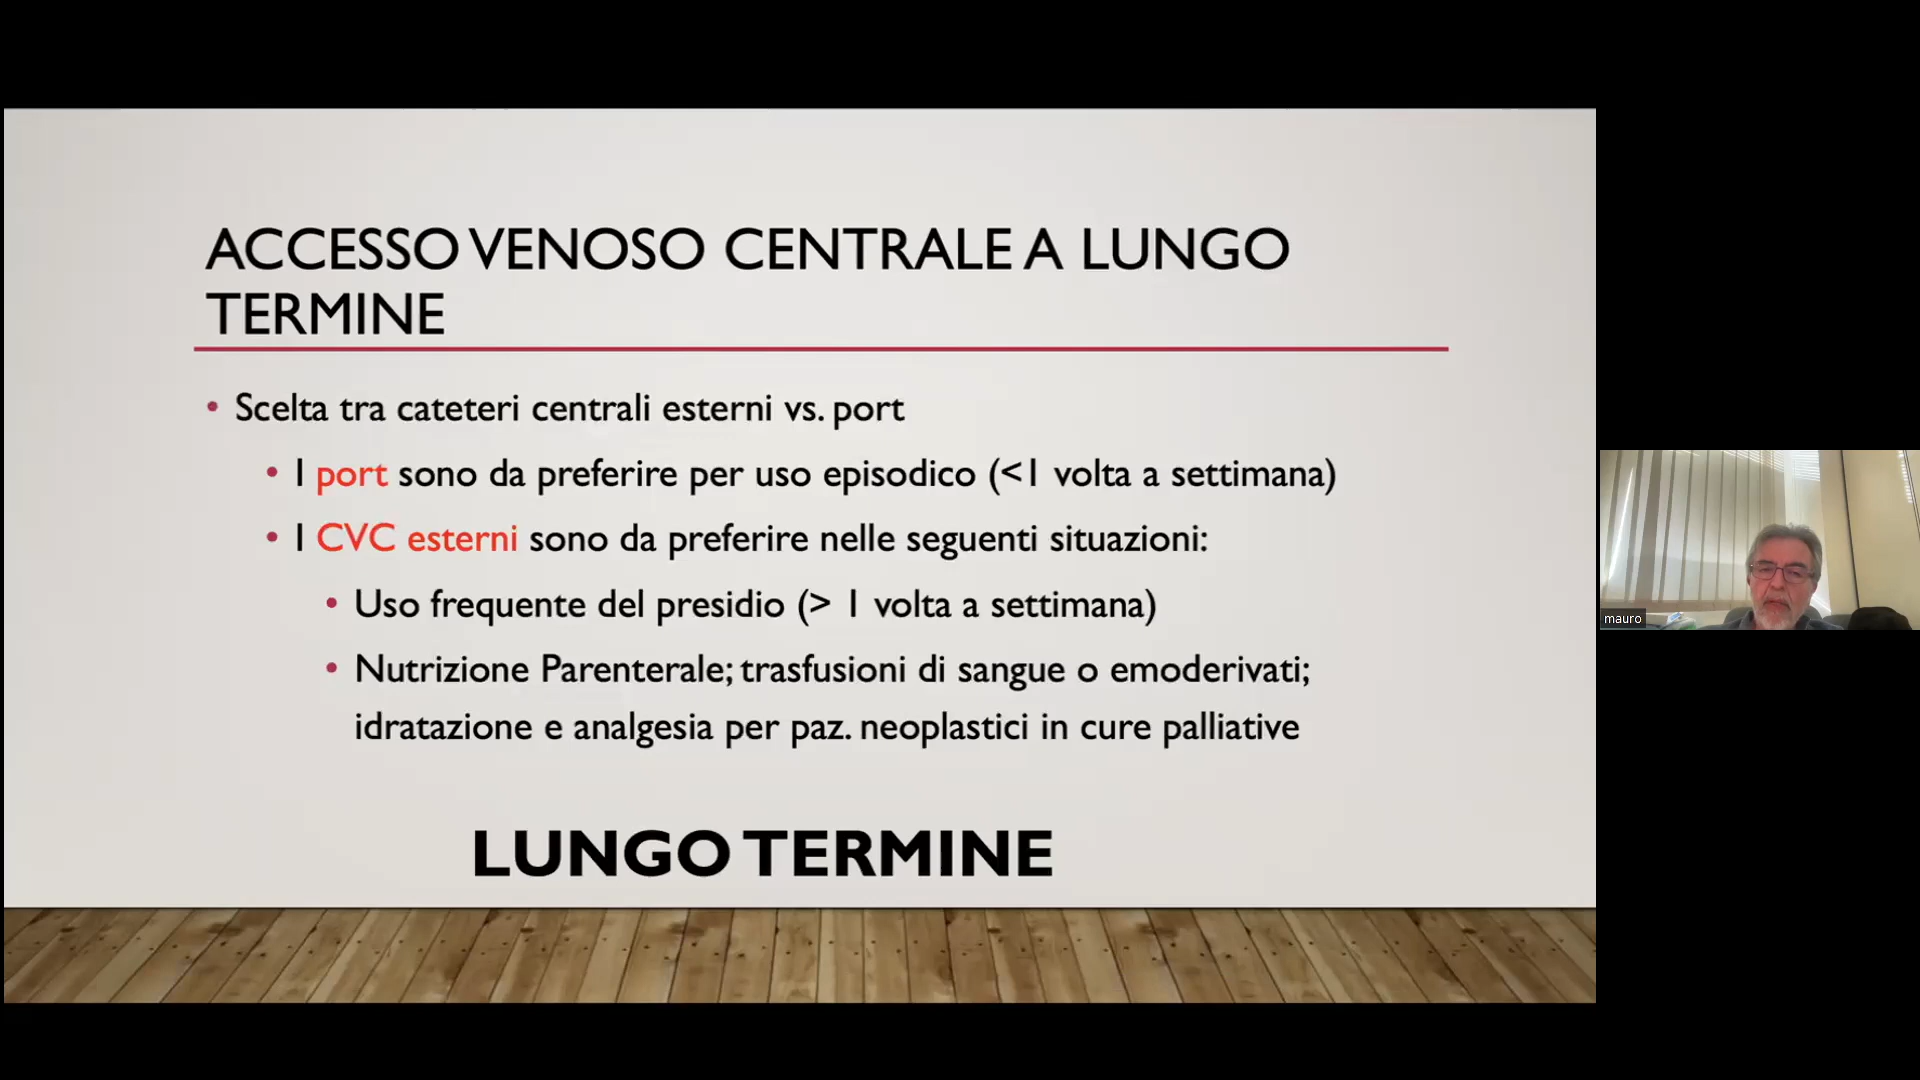 ACCESSO VENOSO CENTRALE A LUNGO
TERMINE
• Scelta tra cateteri centrali esterni vs. port
• I port sono da preferire per uso episodico (<1 volta a settimana)
• I CVC esterni sono da preferire nelle seguenti situazioni:
• Uso frequente del presidio (> 1 volta a settimana)
• Nutrizione Parenterale; trasfusioni di sangue o emoderivati;
idratazione e analgesia per paz. neoplastici in cure palliative
LUNGO TERMINE
mauro